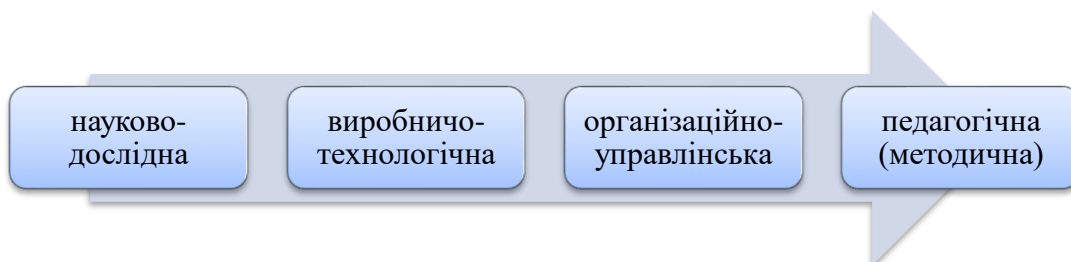 науково-
дослідна
виробничо-
технологічна
організаційно-
управлінська
педагогічна
(методична)